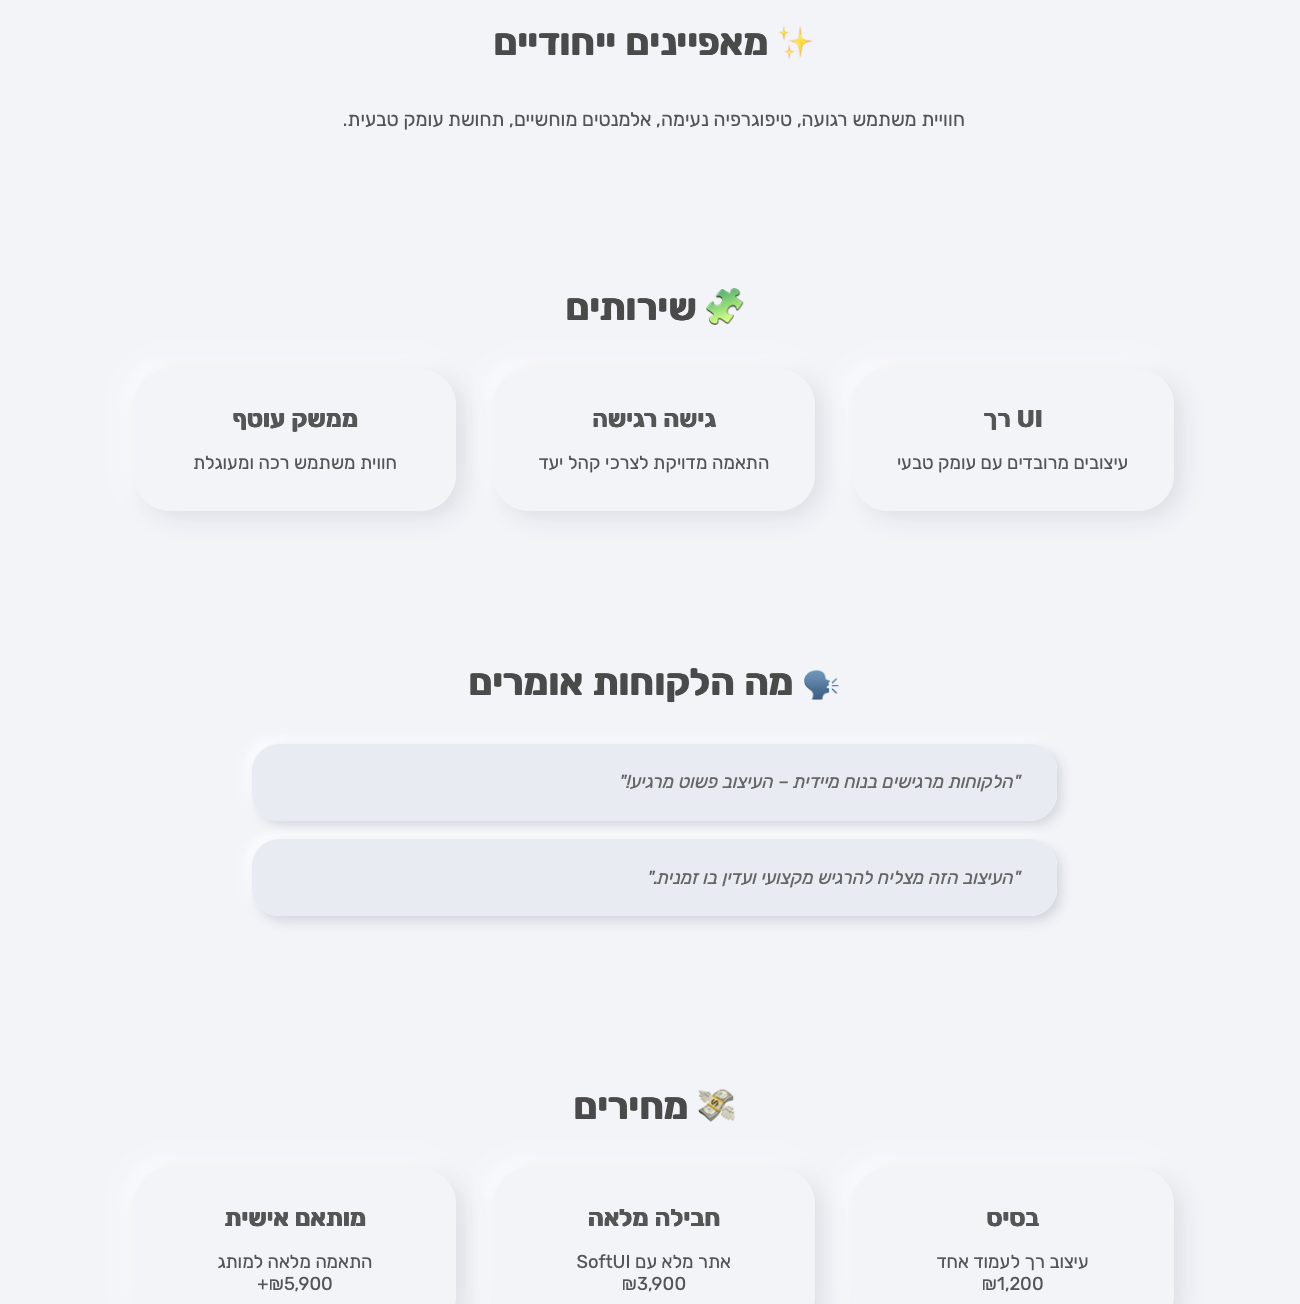 ✨ מאפיינים ייחודיים
חוויית משתמש רגועה, טיפוגרפיה נעימה, אלמנטים מוחשיים, תחושת עומק טבעית.
🧩 שירותים
UI רך
עיצובים מרובדים עם עומק טבעי
גישה רגישה
התאמה מדויקת לצרכי קהל יעד
ממשק עוטף
חווית משתמש רכה ומעוגלת
🗣️ מה הלקוחות אומרים
"הלקוחות מרגישים בנוח מיידית – העיצוב פשוט מרגיע!"
"העיצוב הזה מצליח להרגיש מקצועי ועדין בו זמנית."
💸 מחירים
בסיס
עיצוב רך לעמוד אחד
₪1,200
חבילה מלאה
אתר מלא עם SoftUI
₪3,900
מותאם אישית
התאמה מלאה למותג
₪5,900+